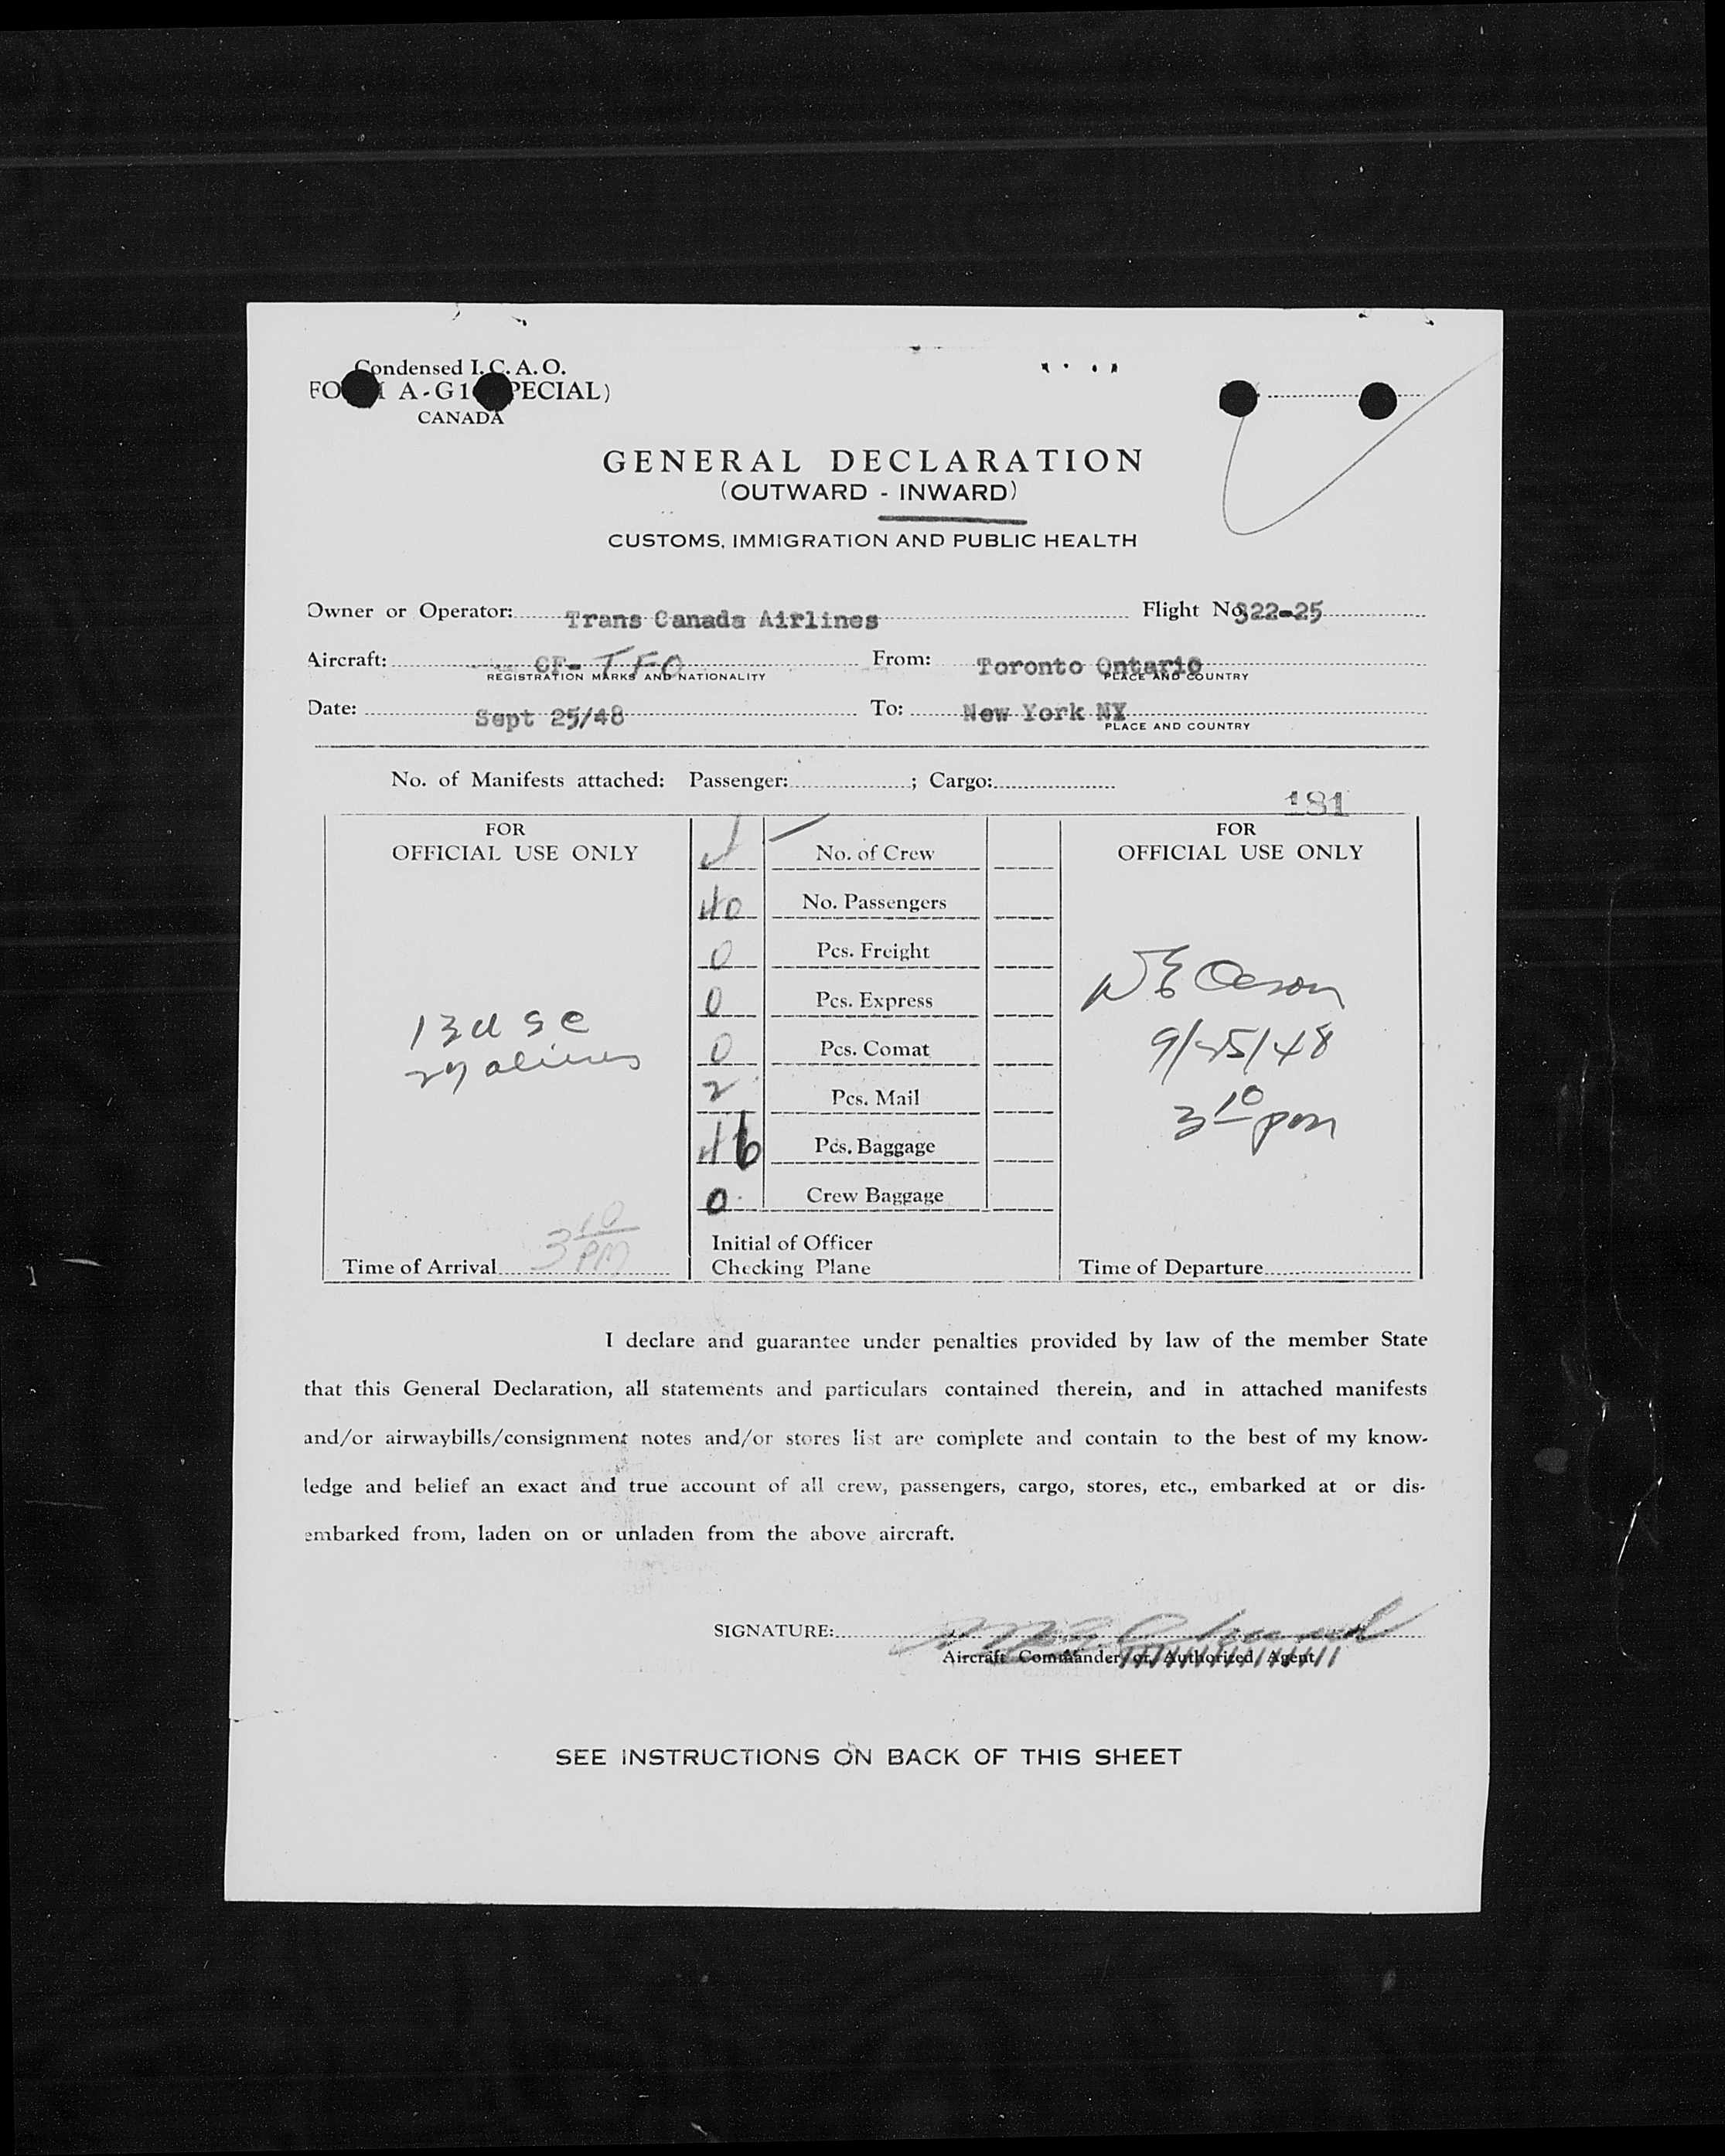 Condensed I. C. A. O.
A-G1
CANADA
GENERAL DECLARATION
(OUTWARD - INWARD)
CUSTOMS, IMMIGRATION AND PUBLIC HEALTH
Owner or Operator: Trans Canada Airlines Flight No. 322-25
Aircraft: CF- TFO From: Toronto Ontario
REGISTRATION MARKS AND NATIONALITY PLACE AND COUNTRY
Date: Sept 25/48 To: New York NY
PLACE AND COUNTRY
No. of Manifests attached: Passenger: ; Cargo:
181
FOR
OFFICIAL USE ONLY
No. of Crew
FOR
OFFICIAL USE ONLY
40 No. Passengers
0 Pcs. Freight
0 Pcs. Express
0 Pcs. Comat
2 Pcs. Mail
46 Pcs. Baggage
0 Crew Baggage
aliens
9/25/48
3 10 pm
Time of Arrival 3 10 PM
Initial of Officer
Checking Plane
Time of Departure
I declare and guarantee under penalties provided by law of the member State
that this General Declaration, all statements and particulars contained therein, and in attached manifests
and/or airwaybills/consignment notes and/or stores list are complete and contain to the best of my know-
ledge and belief an exact and true account of all crew, passengers, cargo, stores, etc., embarked at or dis-
embarked from, laden on or unladen from the above aircraft.
SIGNATURE:
Aircraft Commander or Authorized Agent
SEE INSTRUCTIONS ON BACK OF THIS SHEET